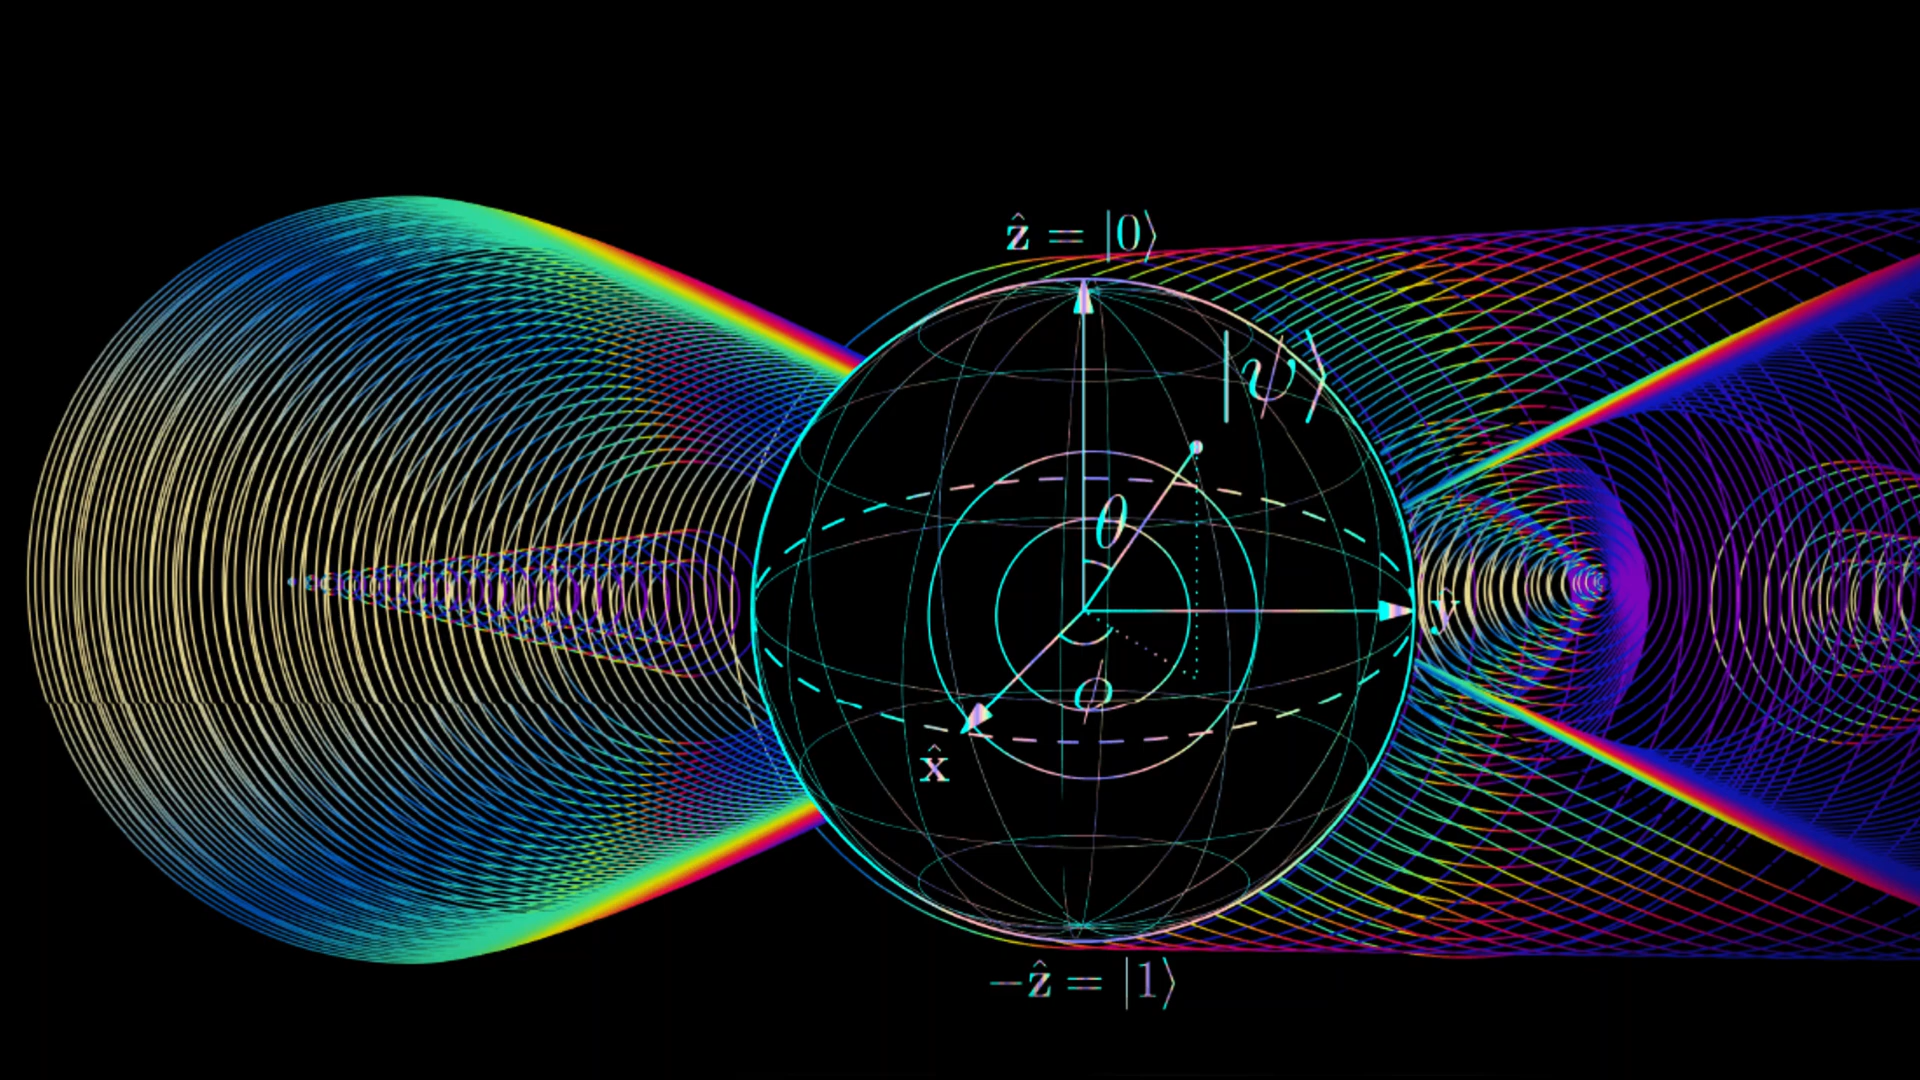 ẑ = |0⟩
|ψ⟩
θ
ŷ
ϕ
x̂
−ẑ = |1⟩